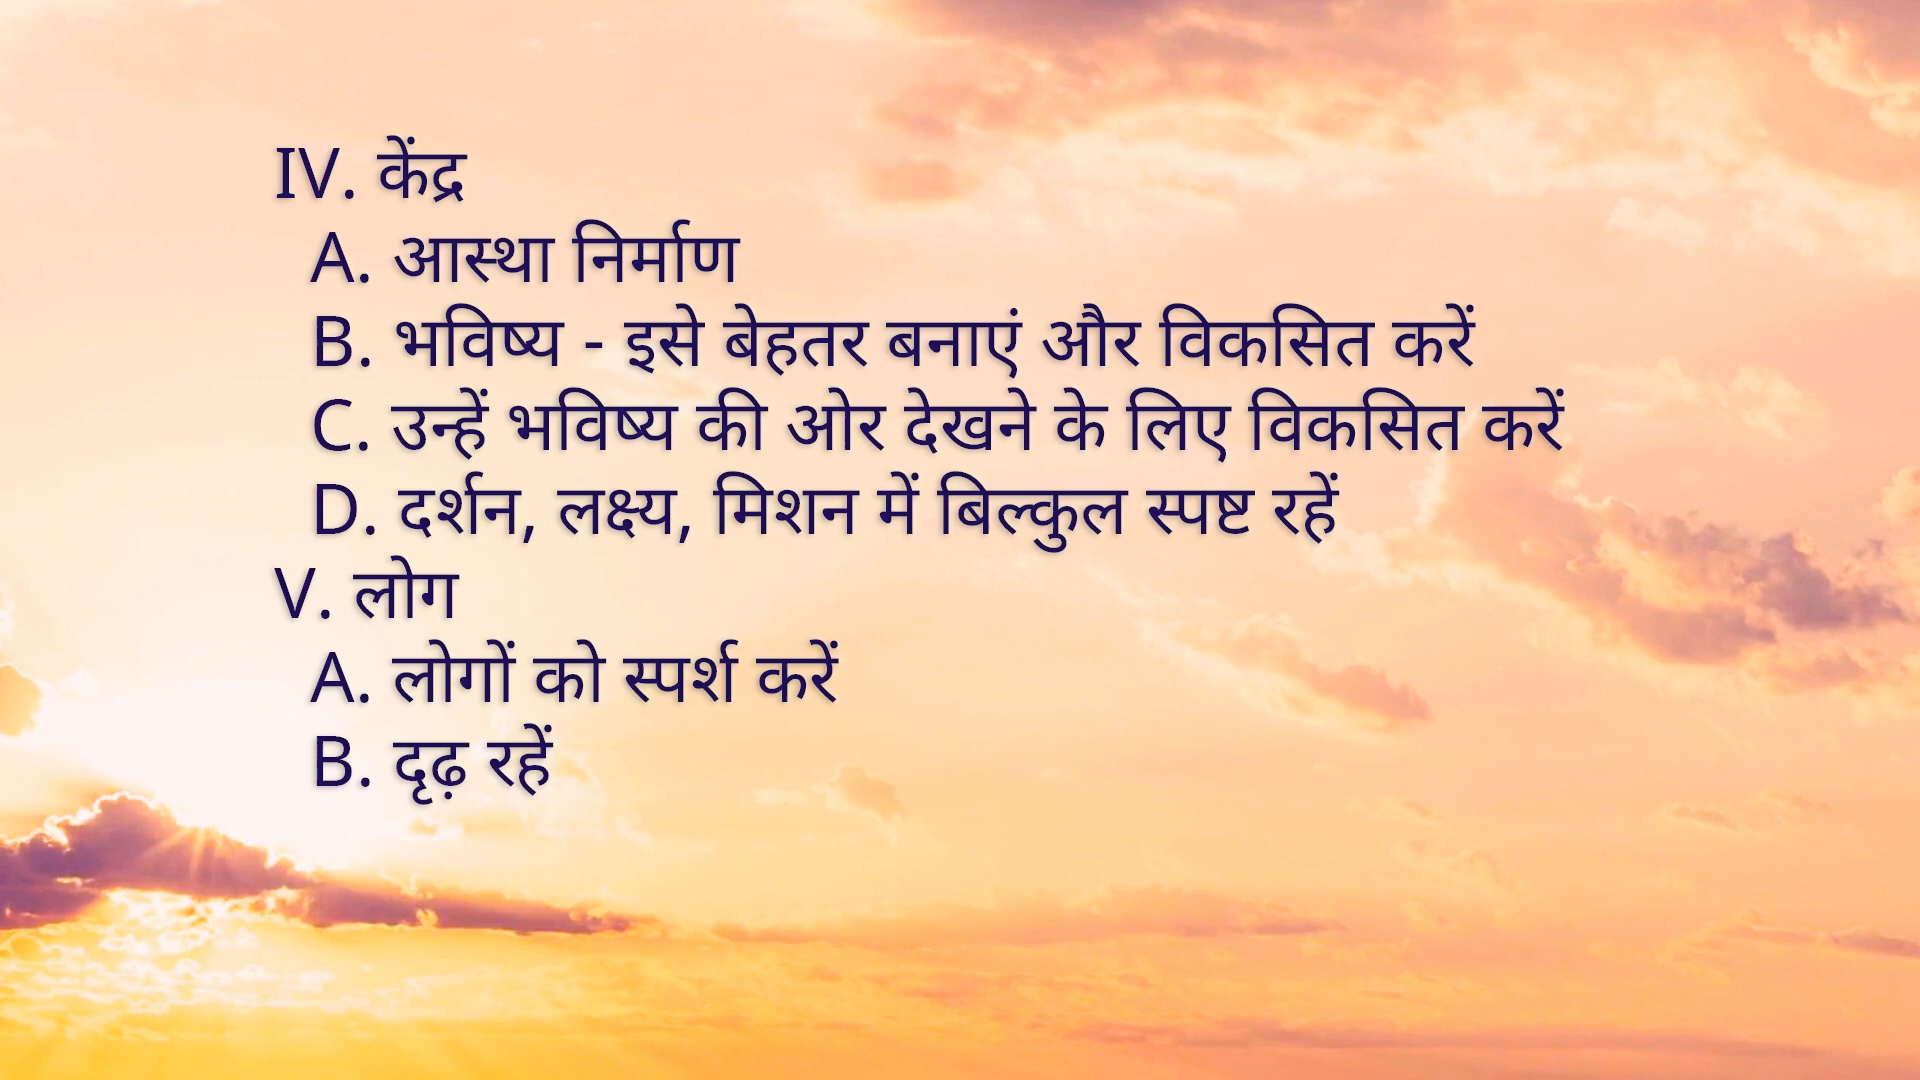 IV. केंद्र
A. आस्था निर्माण
B. भविष्य - इसे बेहतर बनाएं और विकसित करें
C. उन्हें भविष्य की ओर देखने के लिए विकसित करें
D. दर्शन, लक्ष्य, मिशन में बिल्कुल स्पष्ट रहें
V. लोग
A. लोगों को स्पर्श करें
B. दृढ़ रहें